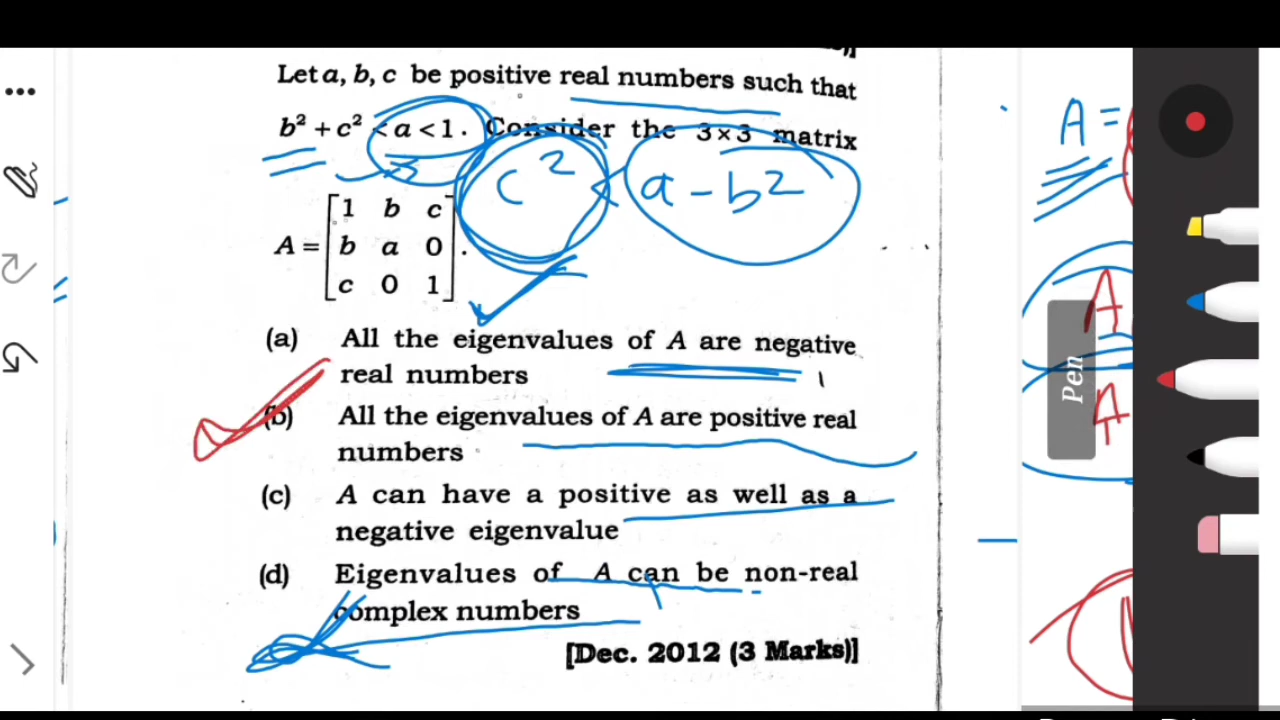 Let a, b, c be positive real numbers such that
b² + c² < a < 1. Consider the 3×3 matrix
c² < a - b²
A = [1 b c
b a 0
c 0 1].
A =
(a) All the eigenvalues of A are negative
real numbers
(b) All the eigenvalues of A are positive real
numbers
(c) A can have a positive as well as a
negative eigenvalue
(d) Eigenvalues of A can be non-real
complex numbers
[Dec. 2012 (3 Marks)]
A
A
Pen